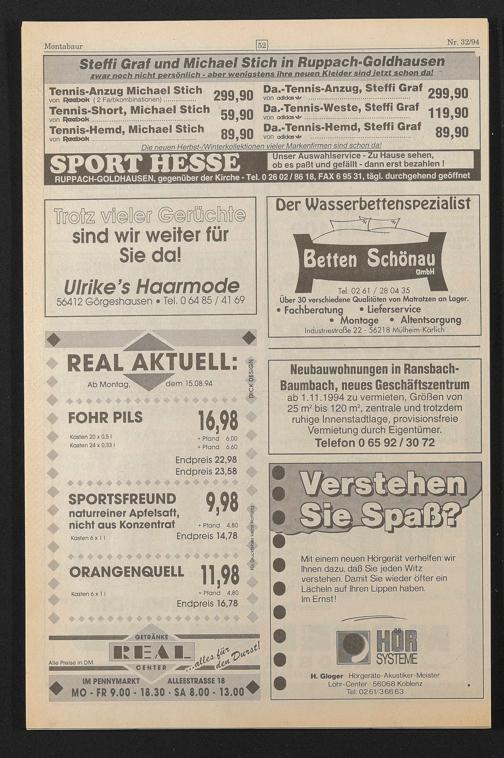 Montabaur
52
Nr. 32/94
Steffi Graf und Michael Stich in Ruppach-Goldhausen
zwar noch nicht persönlich - aber wenigstens ihre neuen Kleider sind jetzt schon da!
Tennis-Anzug Michael Stich
von Reebok (2 Farbkombinationen) 299,90
Tennis-Short, Michael Stich
von Reebok 59,90
Tennis-Hemd, Michael Stich
von Reebok 89,90
Da.-Tennis-Anzug, Steffi Graf
von adidas 299,90
Da.-Tennis-Weste, Steffi Graf
von adidas 119,90
Da.-Tennis-Hemd, Steffi Graf
von adidas 89,90
Die neuen Herbst-/Winterkollektionen vieler Markenfirmen sind schon da!
SPORT HESSE
Unser Auswahlservice - Zu Hause sehen,
ob es paßt und gefällt - dann erst bezahlen!
RUPPACH-GOLDHAUSEN, gegenüber der Kirche - Tel. 0 26 02 / 86 18, FAX 6 95 31, tägl. durchgehend geöffnet
Trotz vieler Gerüchte
sind wir weiter für
Sie da!
Ulrike's Haarmode
56412 Görgeshausen • Tel. 0 64 85 / 41 69
Der Wasserbettenspezialist
Betten Schönau
GmbH
Tel. 02 61 / 28 04 35
Über 30 verschiedene Qualitäten von Matratzen an Lager.
• Fachberatung • Lieferservice
• Montage • Altentsorgung
Industriestraße 22 - 56218 Mülheim-Kärlich
REAL AKTUELL:
Ab Montag, dem 15.08.94
DICK DESIGN
FOHR PILS 16,98
Kasten 20 x 0,5 l + Pfand 6.00
Kasten 24 x 0,33 l + Pfand 6.60
Endpreis 22,98
Endpreis 23,58
SPORTSFREUND 9,98
naturreiner Apfelsaft,
nicht aus Konzentrat + Pfand 4.80
Kasten 6 x 1 l Endpreis 14,78
ORANGENQUELL 11,98
Kasten 6 x 1 l + Pfand 4.80
Endpreis 16,78
GETRÄNKE
REAL
CENTER
...alles für
den Durst!
Alle Preise in DM
IM PENNYMARKT ALLEESTRASSE 18
MO - FR 9.00 - 18.30 · SA 8.00 - 13.00
Neubauwohnungen in Ransbach-
Baumbach, neues Geschäftszentrum
ab 1.11.1994 zu vermieten, Größen von
25 m² bis 120 m², zentrale und trotzdem
ruhige Innenstadtlage, provisionsfreie
Vermietung durch Eigentümer.
Telefon 0 65 92 / 30 72
Verstehen
Sie Spaß?
Mit einem neuen Hörgerät verhelfen wir
Ihnen dazu, daß Sie jeden Witz
verstehen. Damit Sie wieder öfter ein
Lächeln auf Ihren Lippen haben.
Im Ernst!
HÖR
SYSTEME
H. Gloger Hörgeräte-Akustiker-Meister
Löhr-Center 56068 Koblenz
Tel. 02 61/3 66 63